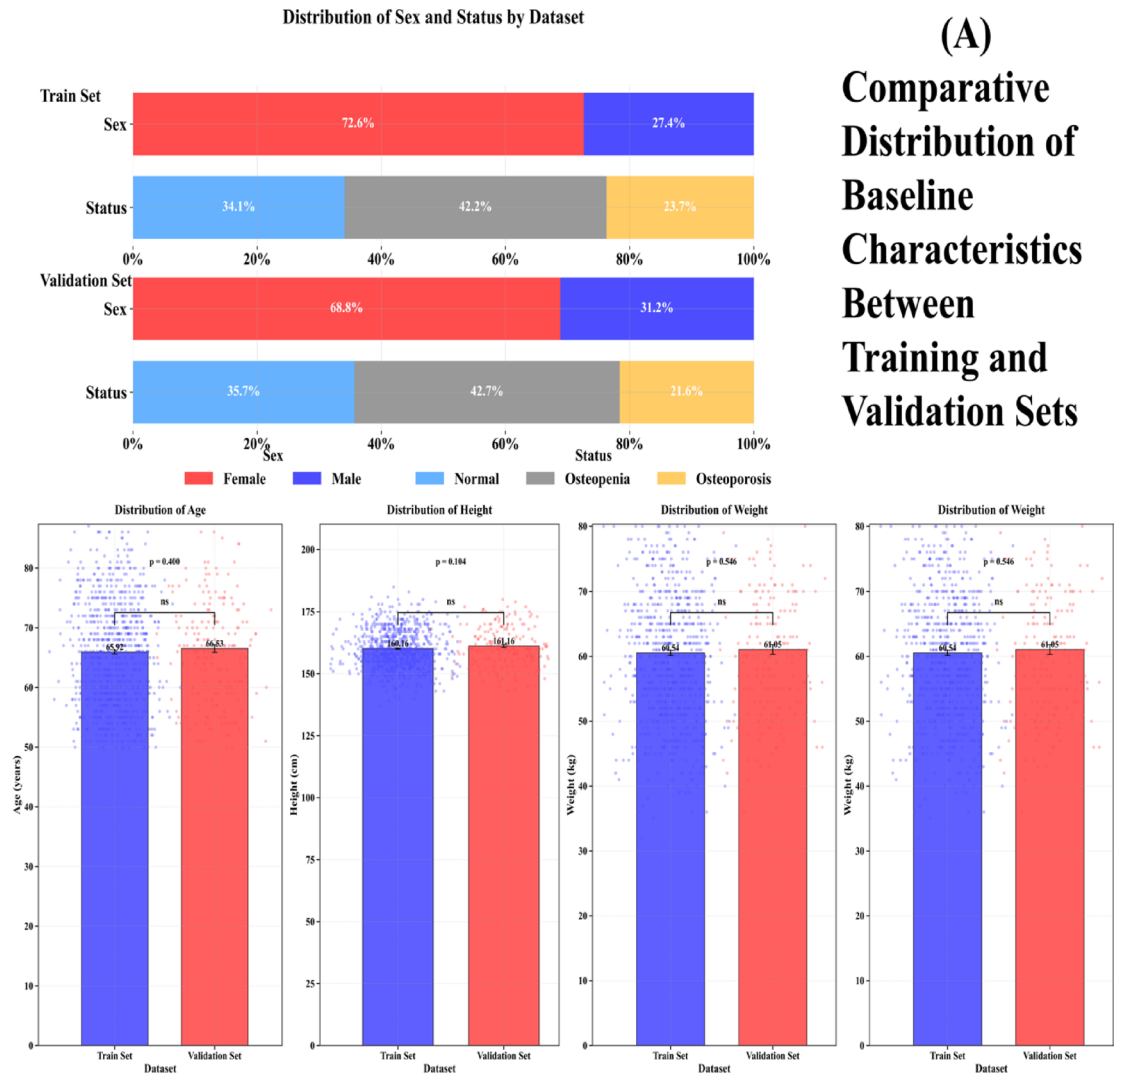 Distribution of Sex and Status by Dataset
(A)
Comparative
Distribution of
Baseline
Characteristics
Between
Training and
Validation Sets
Train Set
Sex
72.6%
27.4%
Status
34.1%
42.2%
23.7%
0%
20%
40%
60%
80%
100%
Validation Set
Sex
68.8%
31.2%
Status
35.7%
42.7%
21.6%
0%
20%
40%
60%
80%
100%
Sex
Status
Female
Male
Normal
Osteopenia
Osteoporosis
Distribution of Age
p = 0.400
ns
65.92
66.53
80
70
60
50
40
30
20
10
0
Age (years)
Train Set
Validation Set
Dataset
Distribution of Height
p = 0.104
ns
160.16
161.16
200
175
150
125
100
75
50
25
0
Height (cm)
Train Set
Validation Set
Dataset
Distribution of Weight
p = 0.546
ns
60.54
61.05
80
70
60
50
40
30
20
10
0
Weight (kg)
Train Set
Validation Set
Dataset
Distribution of Weight
p = 0.546
ns
60.54
61.05
80
70
60
50
40
30
20
10
0
Weight (kg)
Train Set
Validation Set
Dataset